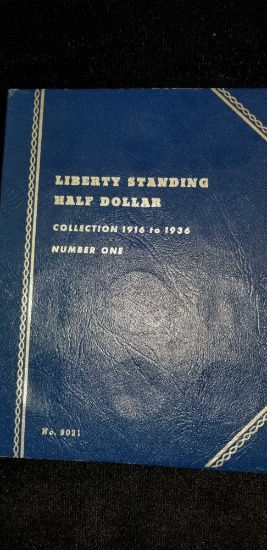 LIBERTY STANDING
HALF DOLLAR
COLLECTION 1916 to 1936
NUMBER ONE
No. 9021